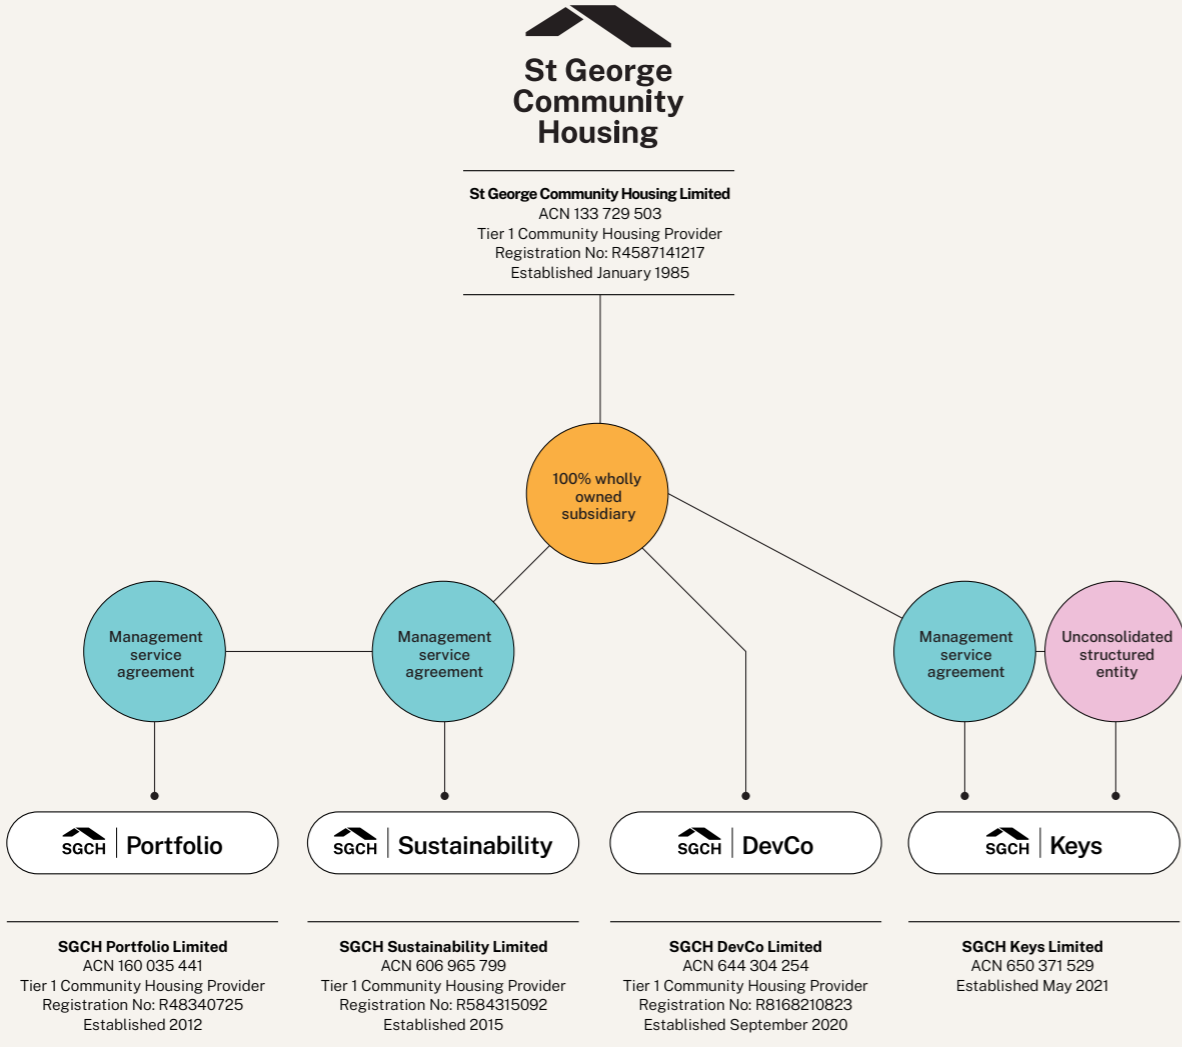 St George
Community
Housing
St George Community Housing Limited
ACN 133 729 503
Tier 1 Community Housing Provider
Registration No: R4587141217
Established January 1985
100% wholly
owned
subsidiary
Management
service
agreement
Management
service
agreement
Management
service
agreement
Unconsolidated
structured
entity
SGCH Portfolio
SGCH Sustainability
SGCH DevCo
SGCH Keys
SGCH Portfolio Limited
ACN 160 035 441
Tier 1 Community Housing Provider
Registration No: R48340725
Established 2012
SGCH Sustainability Limited
ACN 606 965 799
Tier 1 Community Housing Provider
Registration No: R584315092
Established 2015
SGCH DevCo Limited
ACN 644 304 254
Tier 1 Community Housing Provider
Registration No: R8168210823
Established September 2020
SGCH Keys Limited
ACN 650 371 529
Established May 2021